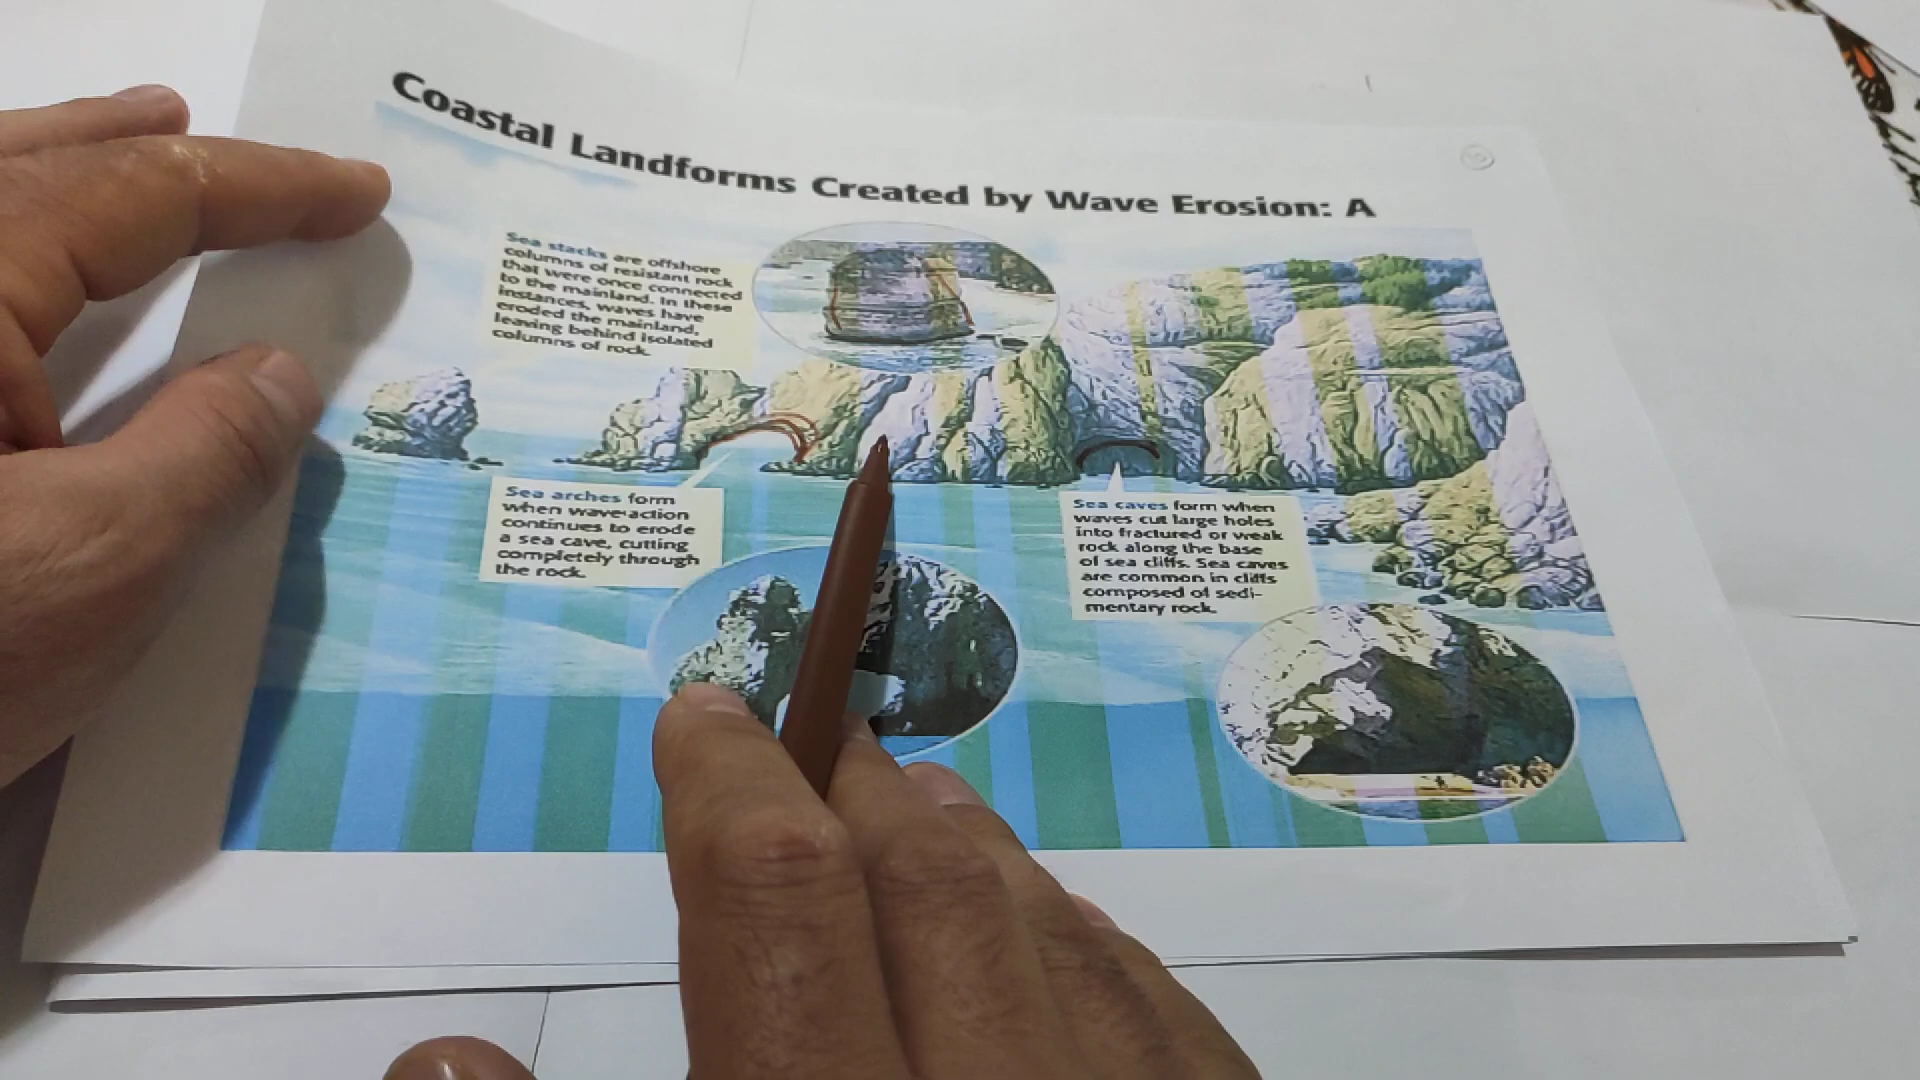 Coastal Landforms Created by Wave Erosion: A
Sea stacks are offshore
columns of resistant rock
that were once connected
to the mainland. In these
instances, waves have
eroded the mainland,
leaving behind isolated
columns of rock.
Sea arches form
when wave action
continues to erode
a sea cave, cutting
completely through
the rock.
Sea caves form when
waves cut large holes
into fractured or weak
rock along the base
of sea cliffs. Sea caves
are common in cliffs
composed of sedi-
mentary rock.